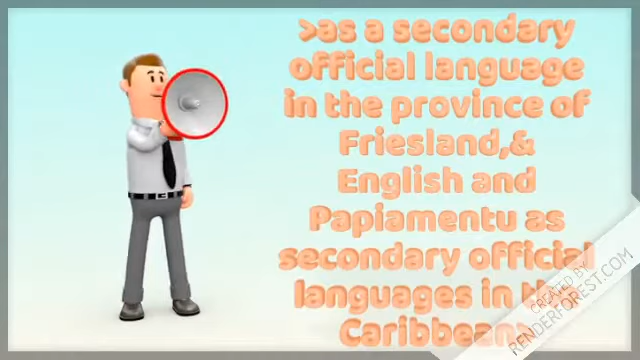 >as a secondary
official language
in the province of
Friesland,&
English and
Papiamentu as
secondary official
languages in the
Caribbean
CREATED BY
RENDERFOREST.COM